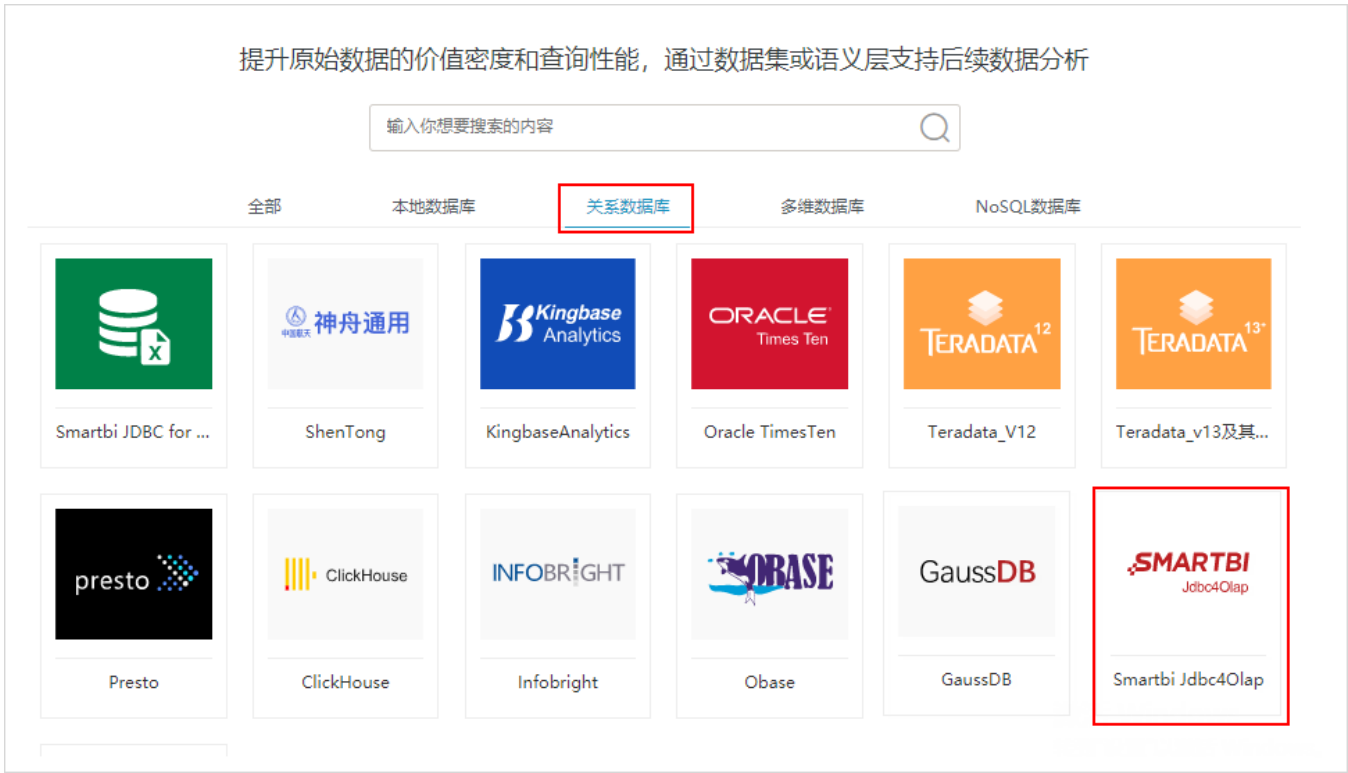 提升原始数据的价值密度和查询性能，通过数据集或语义层支持后续数据分析
输入你想要搜索的内容
全部 本地数据库 关系数据库 多维数据库 NoSQL数据库
X
中国航天 神舟通用
Kingbase Analytics
ORACLE Times Ten
TERADATA 12
TERADATA 13+
Smartbi JDBC for ... ShenTong KingbaseAnalytics Oracle TimesTen Teradata_V12 Teradata_v13及其...
presto
ClickHouse
INFOBRIGHT
OBASE
GaussDB
SMARTBI
Jdbc4Olap
Presto ClickHouse Infobright Obase GaussDB Smartbi Jdbc4Olap